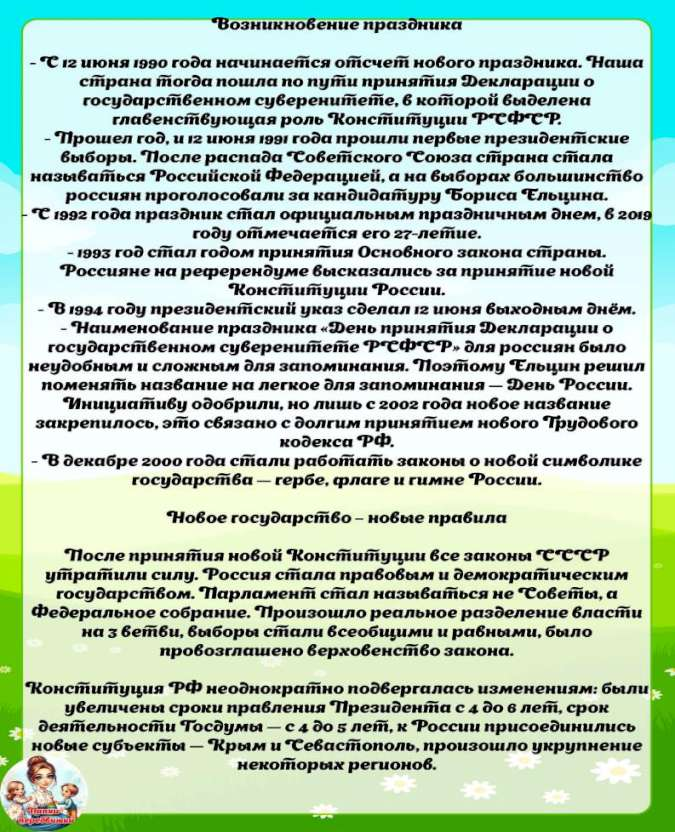 Возникновение праздника
- С 12 июня 1990 года начинается отсчет нового праздника. Наша
страна тогда пошла по пути принятия Декларации о
государственном суверенитете, в которой выделена
главенствующая роль Конституции РСФСР.
- Прошел год, и 12 июня 1991 года прошли первые президентские
выборы. После распада Советского Союза страна стала
называться Российской Федерацией, а на выборах большинство
россиян проголосовали за кандидатуру Бориса Ельцина.
- С 1992 года праздник стал официальным праздничным днем, в 2019
году отмечается его 27-летие.
- 1993 год стал годом принятия Основного закона страны.
Россияне на референдуме высказались за принятие новой
Конституции России.
- В 1994 году президентский указ сделал 12 июня выходным днём.
- Наименование праздника «День принятия Декларации о
государственном суверенитете РСФСР» для россиян было
неудобным и сложным для запоминания. Поэтому Ельцин решил
поменять название на легкое для запоминания — День России.
Инициативу одобрили, но лишь с 2002 года новое название
закрепилось, это связано с долгим принятием нового Трудового
кодекса РФ.
- В декабре 2000 года стали работать законы о новой символике
государства — гербе, флаге и гимне России.
Новое государство – новые правила
После принятия новой Конституции все законы СССР
утратили силу. Россия стала правовым и демократическим
государством. Парламент стал называться не Советы, а
Федеральное собрание. Произошло реальное разделение власти
на 3 ветви, выборы стали всеобщими и равными, было
провозглашено верховенство закона.
Конституция РФ неоднократно подвергалась изменениям: были
увеличены сроки правления Президента с 4 до 6 лет, срок
деятельности Госдумы — с 4 до 5 лет, к России присоединились
новые субъекты — Крым и Севастополь, произошло укрупнение
некоторых регионов.
Папки
передвижки